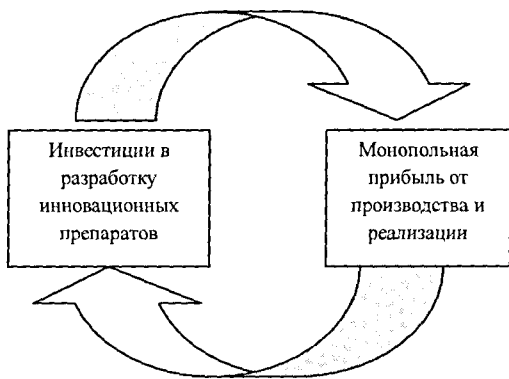 Инвестиции в
разработку
инновационных
препаратов
Монопольная
прибыль от
производства и
реализации